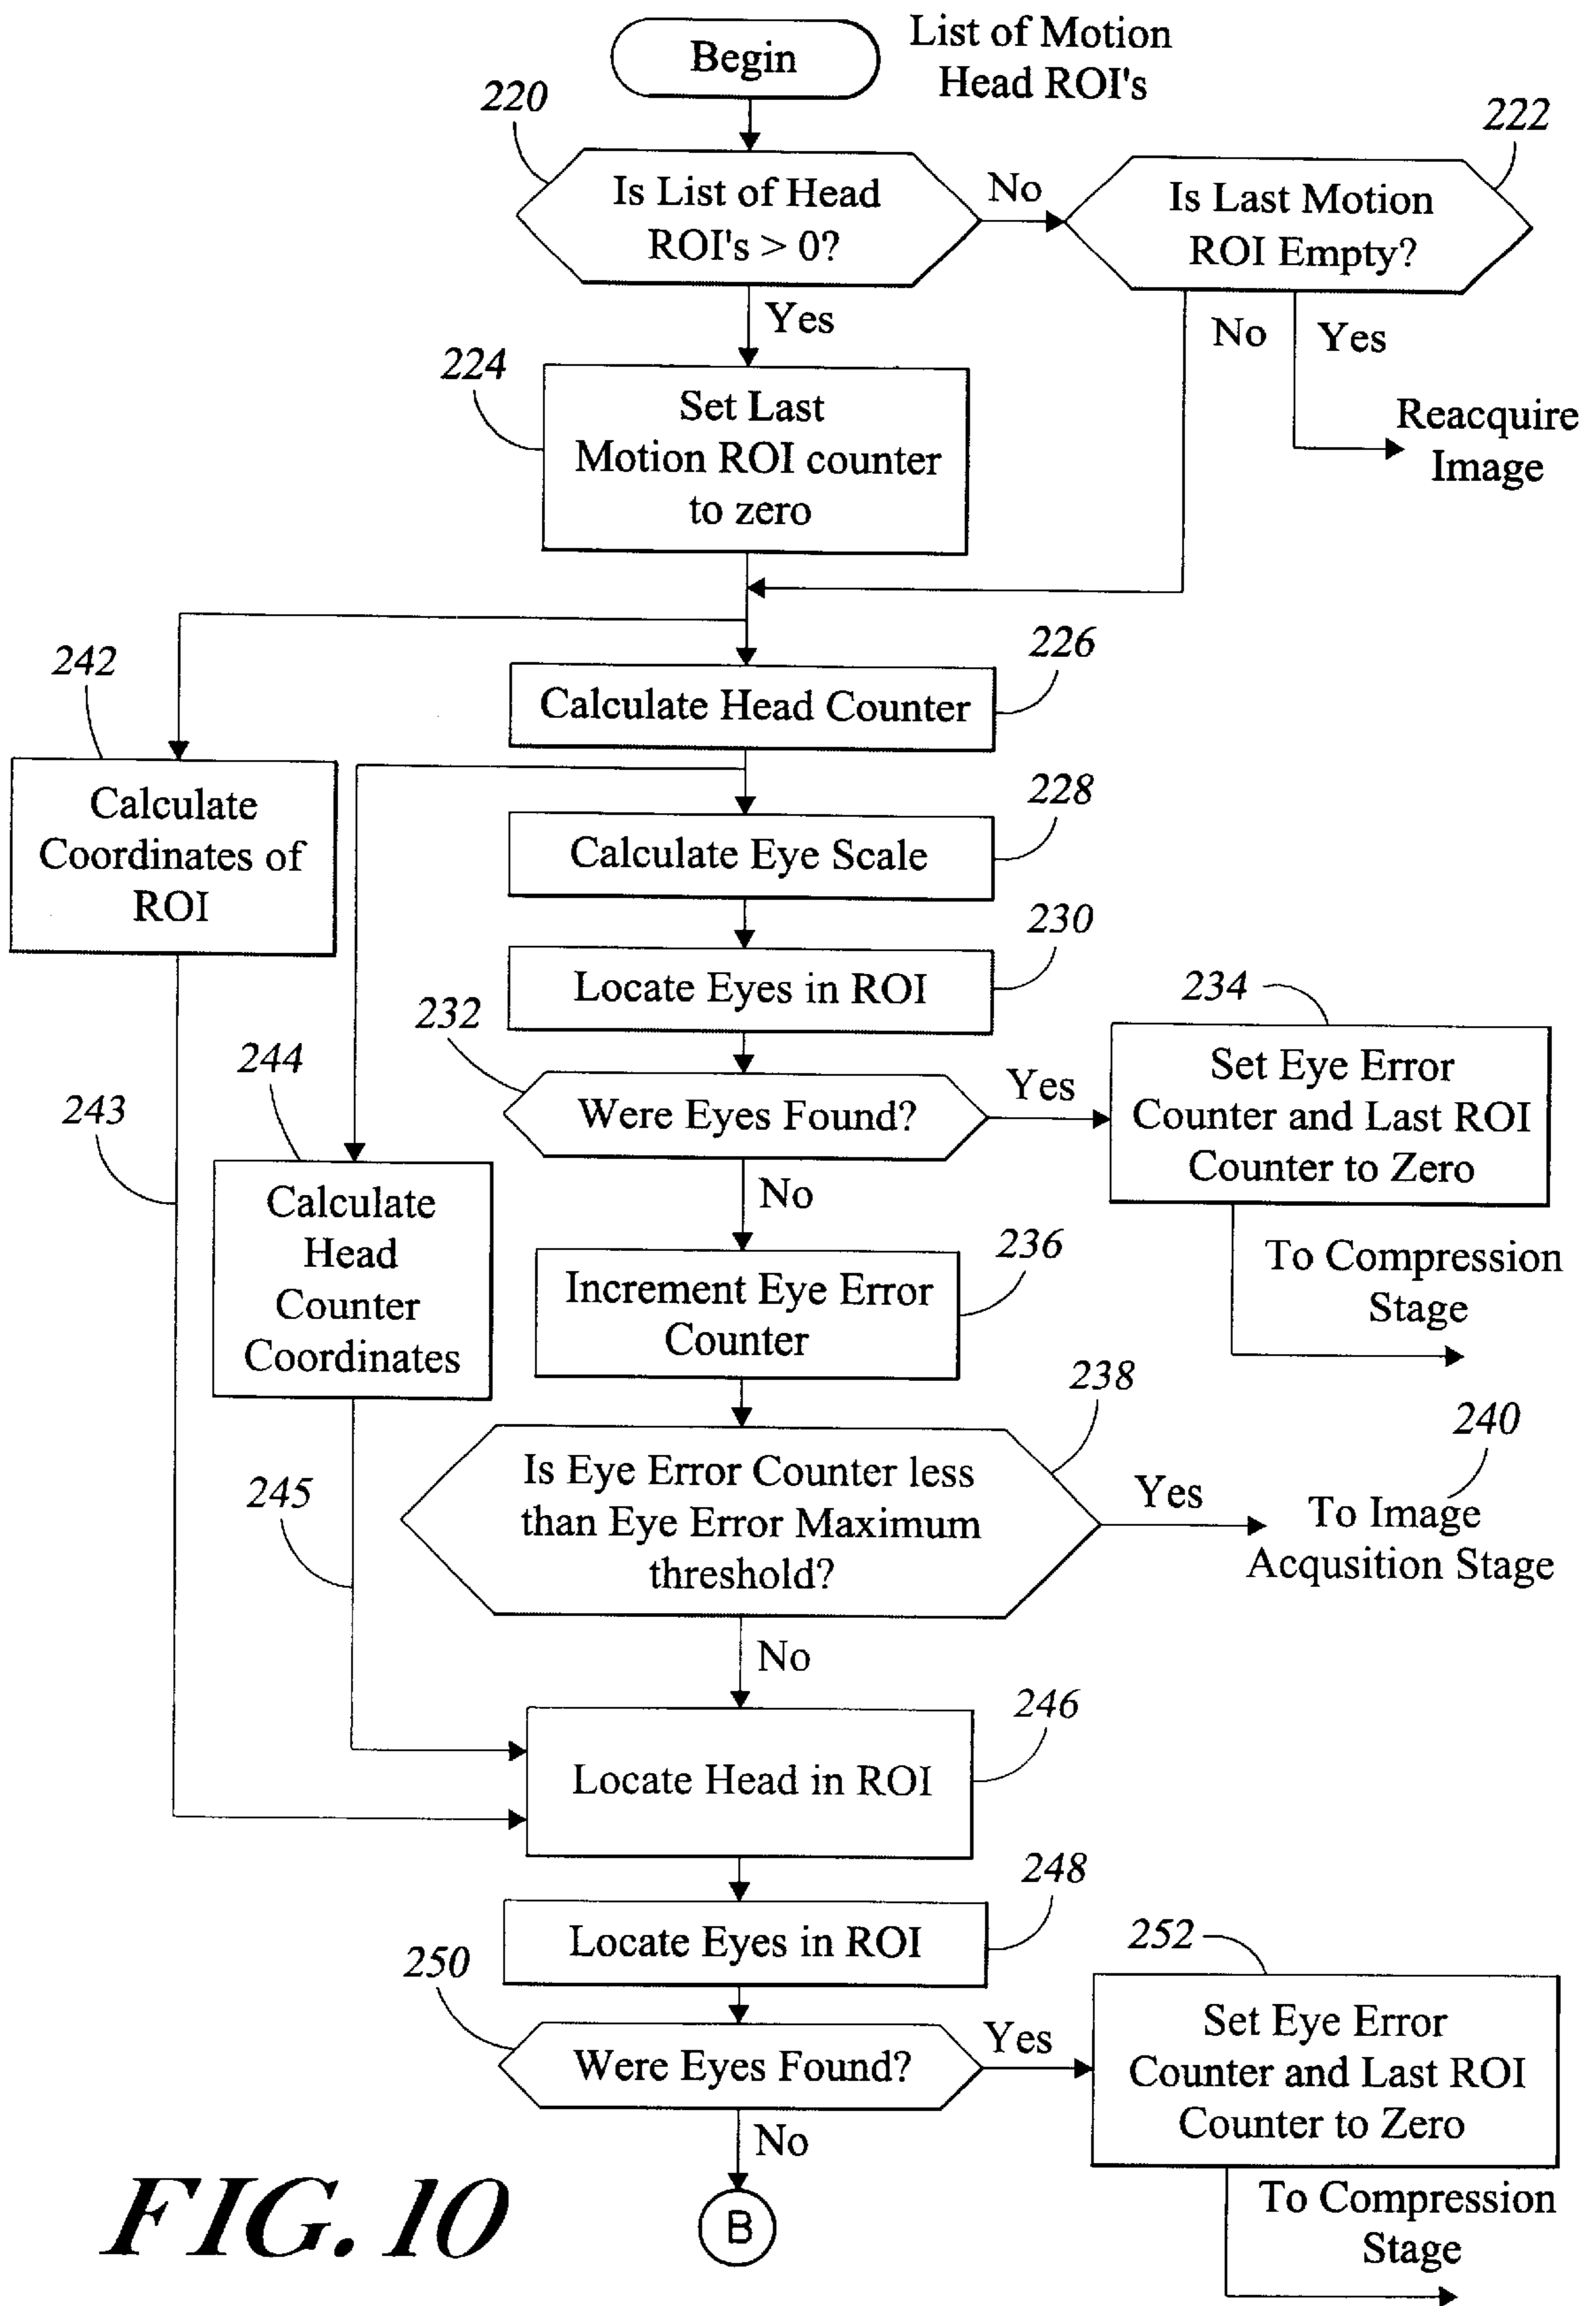 Begin
List of Motion
Head ROI's
220
222
Is List of Head
ROI's > 0?
No
Is Last Motion
ROI Empty?
Yes
No
Yes
224
Set Last
Motion ROI counter
to zero
Reacquire
Image
242
226
Calculate Head Counter
Calculate
Coordinates of
ROI
228
Calculate Eye Scale
230
Locate Eyes in ROI
232
234
Were Eyes Found?
Yes
Set Eye Error
Counter and Last ROI
Counter to Zero
243
244
Calculate
Head
Counter
Coordinates
No
236
Increment Eye Error
Counter
To Compression
Stage
238
240
245
Is Eye Error Counter less
than Eye Error Maximum
threshold?
Yes
To Image
Acqusition Stage
No
246
Locate Head in ROI
248
Locate Eyes in ROI
250
252
Were Eyes Found?
Yes
Set Eye Error
Counter and Last ROI
Counter to Zero
No
B
To Compression
Stage
FIG. 10